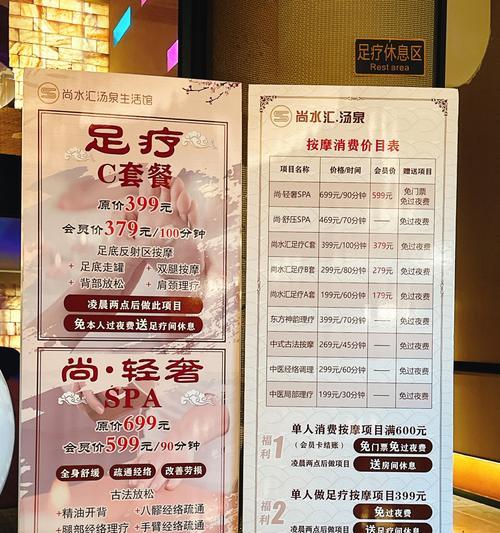 足疗休息区
Rest area
尚水汇汤泉生活馆
足疗
C套餐
原价399元
会员价379元/100分钟
足底反射区按摩
+ 足底走罐 + 双腿按摩
+ 背部放松 + 肩颈理疗
凌晨两点后做此项目
免本人过夜费送足疗间休息
尚·轻奢
SPA
原价699元
会员价599元/90分钟
全身舒缓 疏通经络 改善劳损
古法放松
+精油开背 +八髎经络疏通
+腿部经络理疗 +手臂经络疏通
尚水汇.汤泉
按摩消费价目表
项目名称 价格/时间 会员价 赠送项目
尚·轻奢SPA 699元/90分钟 599元 免门票 免过夜费
尚·舒压SPA 469元/70分钟 —— 免过夜费
尚水汇足疗C套 399元/100分钟 379元 免过夜费
尚水汇足疗B套 299元/80分钟 279元 免过夜费
尚水汇足疗A套 199元/60分钟 179元 免过夜费
东方神韵理疗 399元/70分钟 —— 免过夜费
中式古法按摩 269元/45分钟 —— 免过夜费
中医经络调理 299元/60分钟 —— 免过夜费
中医局部理疗 199元/30分钟 —— 免过夜费
福利1
单人消费按摩项目满600元
(会员卡结账) 免门票免过夜费
凌晨两点后做项目 送房间休息
福利2
单人做足疗按摩项目399元
免过夜费
凌晨两点后做项目 送足疗间休息